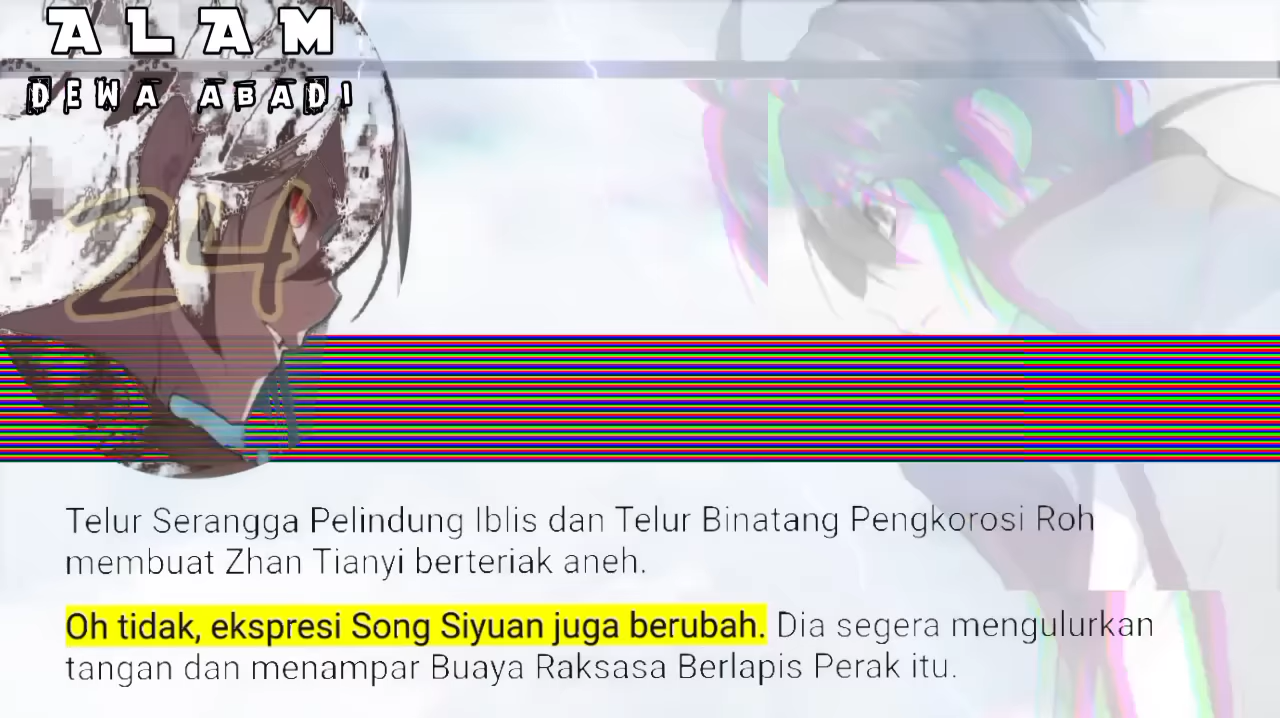 ALAM
DEWA ABADI
24
Telur Serangga Pelindung Iblis dan Telur Binatang Pengkorosi Roh
membuat Zhan Tianyi berteriak aneh.
Oh tidak, ekspresi Song Siyuan juga berubah. Dia segera mengulurkan
tangan dan menampar Buaya Raksasa Berlapis Perak itu.